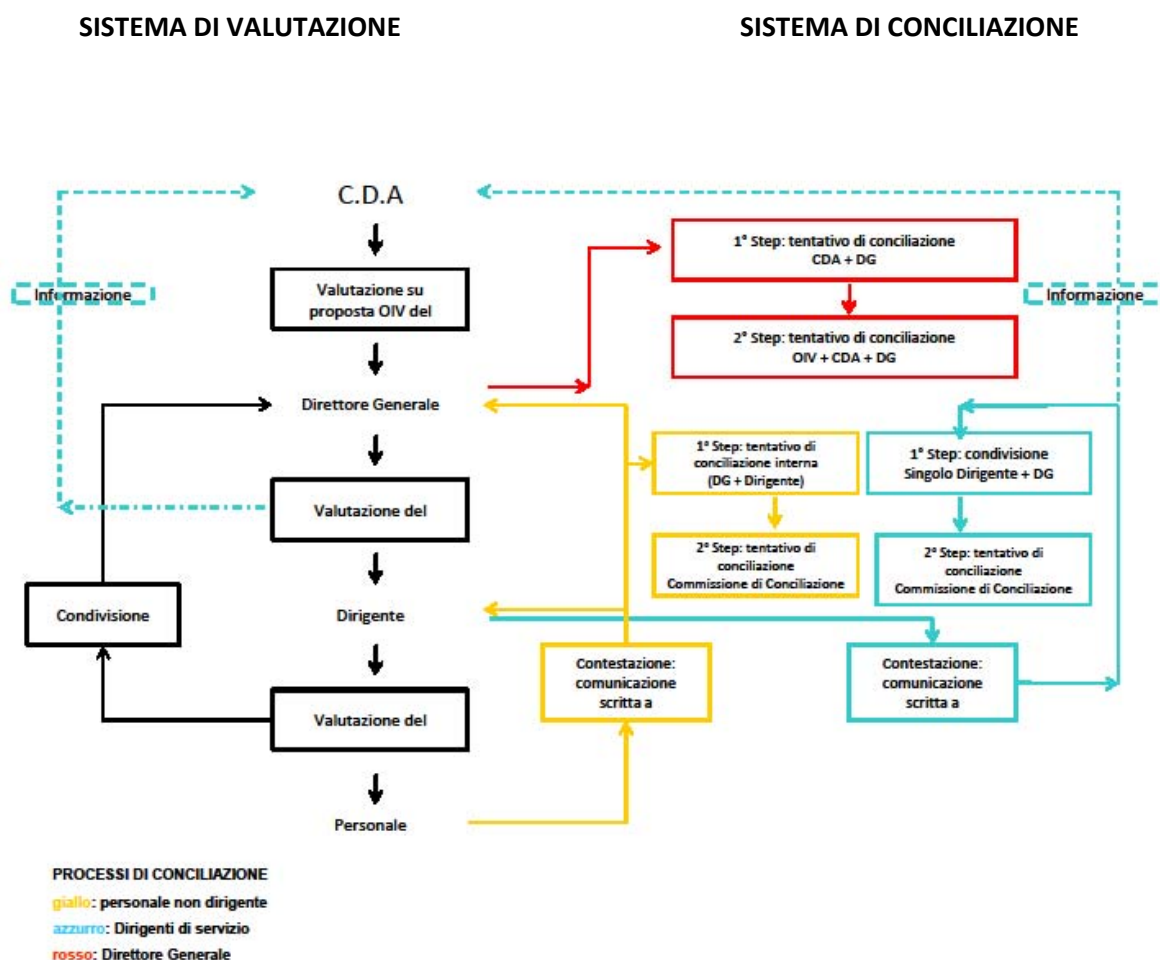 SISTEMA DI VALUTAZIONE
SISTEMA DI CONCILIAZIONE
C.D.A
Informazione
Valutazione su
proposta OIV del
Direttore Generale
Valutazione del
Condivisione
Dirigente
Valutazione del
Personale
1° Step: tentativo di conciliazione
CDA + DG
2° Step: tentativo di conciliazione
OIV + CDA + DG
Informazione
1° Step: tentativo di
conciliazione interna
(DG + Dirigente)
2° Step: tentativo di
conciliazione
Commissione di Conciliazione
1° Step: condivisione
Singolo Dirigente + DG
2° Step: tentativo di
conciliazione
Commissione di Conciliazione
Contestazione:
comunicazione
scritta a
Contestazione:
comunicazione
scritta a
PROCESSI DI CONCILIAZIONE
giallo: personale non dirigente
azzurro: Dirigenti di servizio
rosso: Direttore Generale